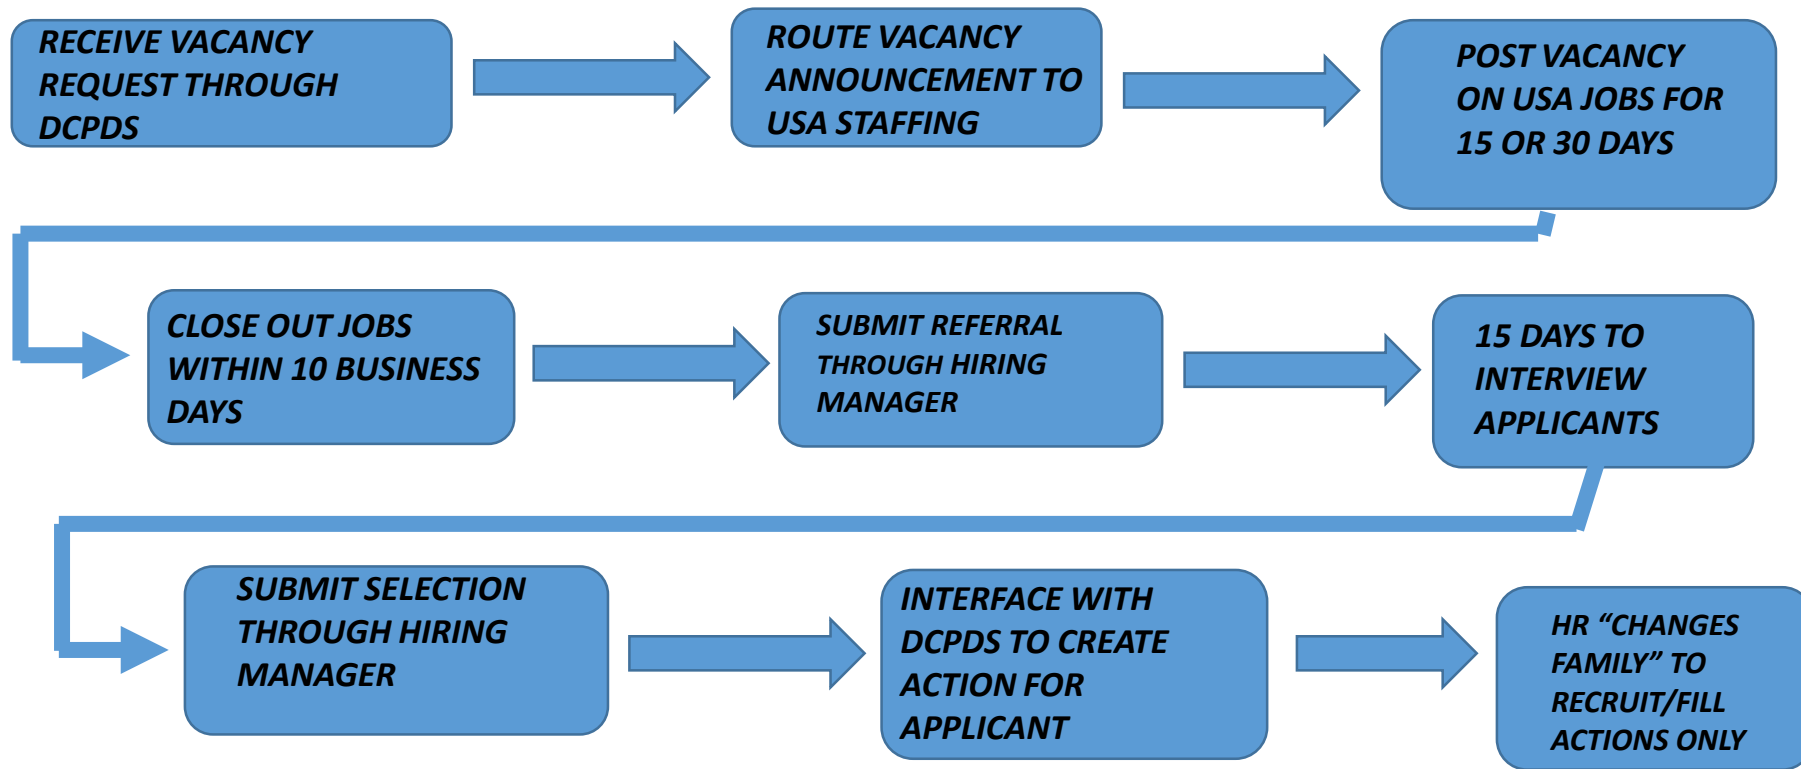 RECEIVE VACANCY
REQUEST THROUGH
DCPDS
ROUTE VACANCY
ANNOUNCEMENT TO
USA STAFFING
POST VACANCY
ON USA JOBS FOR
15 OR 30 DAYS
CLOSE OUT JOBS
WITHIN 10 BUSINESS
DAYS
SUBMIT REFERRAL
THROUGH HIRING
MANAGER
15 DAYS TO
INTERVIEW
APPLICANTS
SUBMIT SELECTION
THROUGH HIRING
MANAGER
INTERFACE WITH
DCPDS TO CREATE
ACTION FOR
APPLICANT
HR “CHANGES
FAMILY” TO
RECRUIT/FILL
ACTIONS ONLY